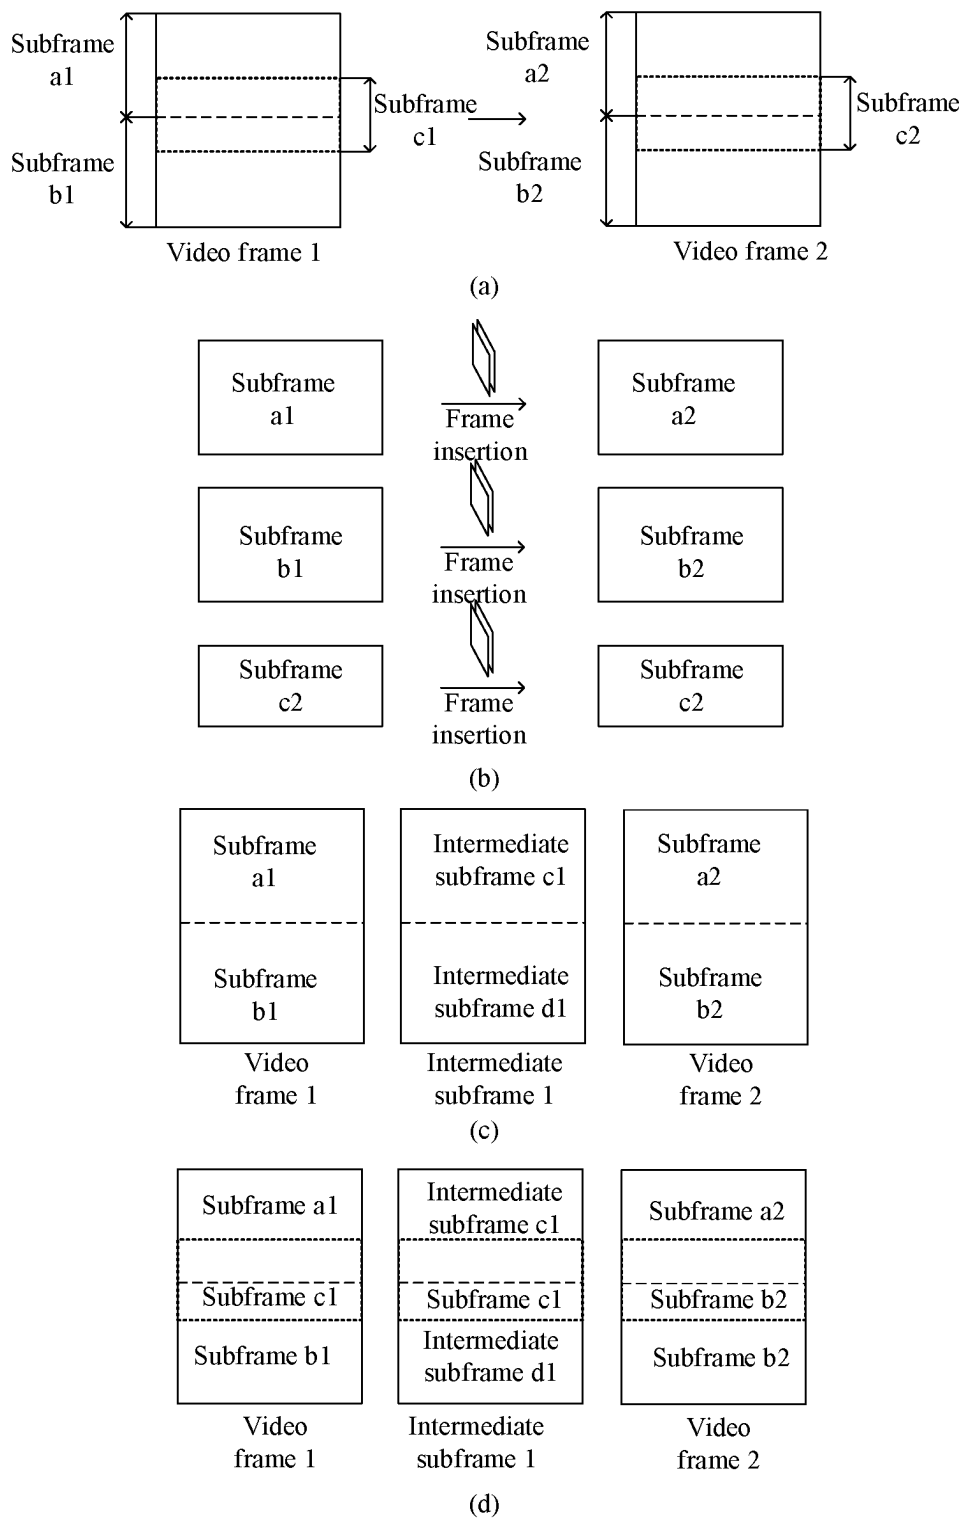 Subframe
a1
Subframe
b1
Subframe
c1
Video frame 1
Subframe
a2
Subframe
b2
Subframe
c2
Video frame 2
(a)
Subframe
a1
Frame
insertion
Subframe
a2
Subframe
b1
Frame
insertion
Subframe
b2
Subframe
c2
Frame
insertion
Subframe
c2
(b)
Subframe
a1
Subframe
b1
Video
frame 1
Intermediate
subframe c1
Intermediate
subframe d1
Intermediate
subframe 1
Subframe
a2
Subframe
b2
Video
frame 2
(c)
Subframe a1
Subframe c1
Subframe b1
Video
frame 1
Intermediate
subframe c1
Subframe c1
Intermediate
subframe d1
Intermediate
subframe 1
Subframe a2
Subframe b2
Subframe b2
Video
frame 2
(d)